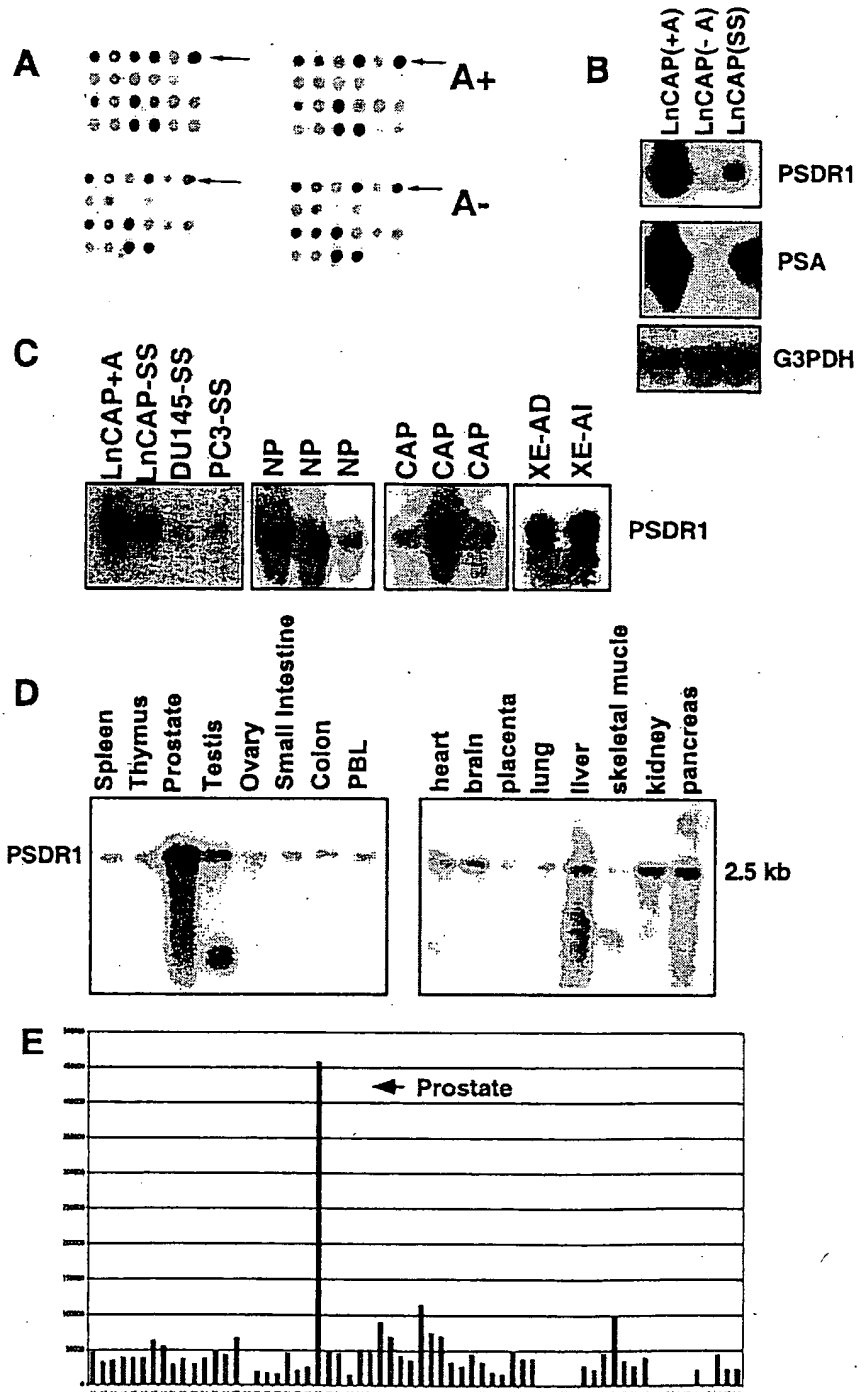 A
A+
A-
B
LnCAP(+A)
LnCAP(- A)
LnCAP(SS)
PSDR1
PSA
G3PDH
C
LnCAP+A
LnCAP-SS
DU145-SS
PC3-SS
NP
NP
NP
CAP
CAP
CAP
XE-AD
XE-AI
PSDR1
D
Spleen
Thymus
Prostate
Testis
Ovary
Small Intestine
Colon
PBL
heart
brain
placenta
lung
liver
skeletal mucle
kidney
pancreas
PSDR1
2.5 kb
E
Prostate